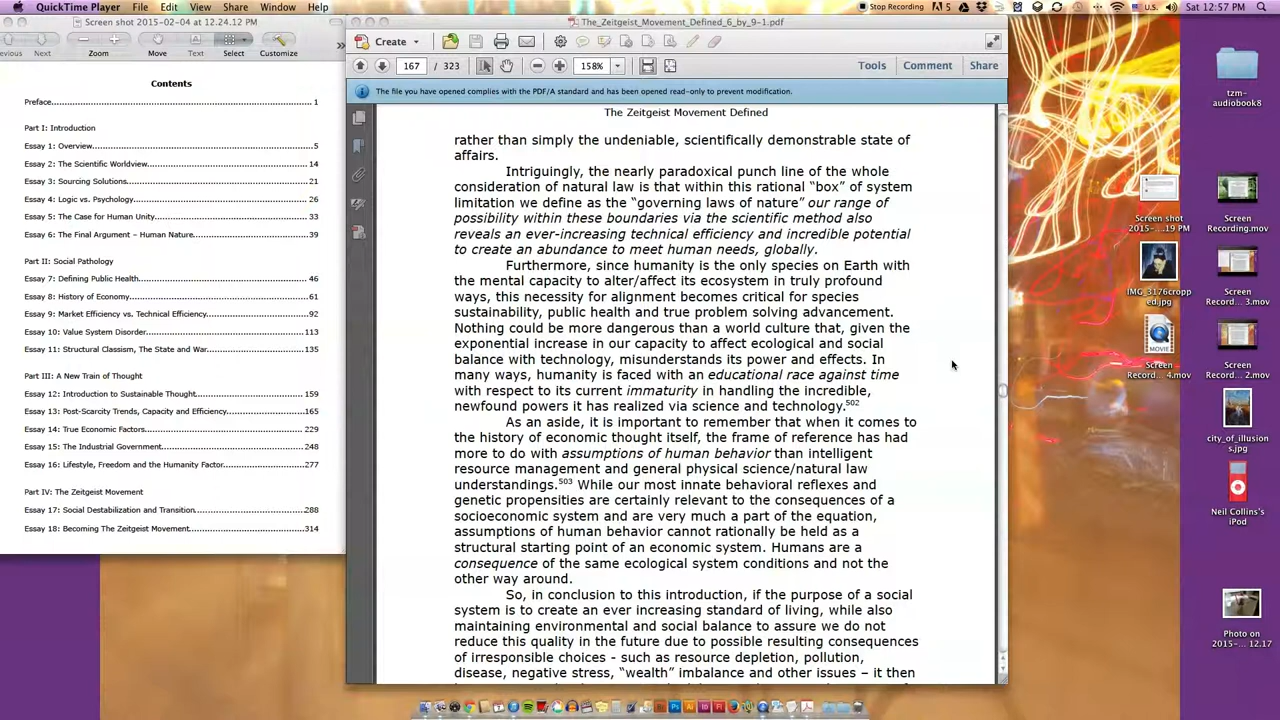 QuickTime Player File Edit View Share Window Help
Stop Recording
5
U.S.
Sat 12:57 PM
Screen shot 2015-02-04 at 12.24.12 PM
Previous Next Zoom Move Text Select Customize
Contents
Preface 1
Part I: Introduction
Essay 1: Overview 5
Essay 2: The Scientific Worldview 14
Essay 3: Sourcing Solutions 21
Essay 4: Logic vs. Psychology 26
Essay 5: The Case for Human Unity 33
Essay 6: The Final Argument – Human Nature 39
Part II: Social Pathology
Essay 7: Defining Public Health 46
Essay 8: History of Economy 61
Essay 9: Market Efficiency vs. Technical Efficiency 92
Essay 10: Value System Disorder 113
Essay 11: Structural Classism, The State and War 135
Part III: A New Train of Thought
Essay 12: Introduction to Sustainable Thought 159
Essay 13: Post-Scarcity Trends, Capacity and Efficiency 165
Essay 14: True Economic Factors 229
Essay 15: The Industrial Government 248
Essay 16: Lifestyle, Freedom and the Humanity Factor 277
Part IV: The Zeitgeist Movement
Essay 17: Social Destabilization and Transition 288
Essay 18: Becoming The Zeitgeist Movement 314
The_Zeitgeist_Movement_Defined_6_by_9-1.pdf
Create
167 / 323
158%
Tools Comment Share
The file you have opened complies with the PDF/A standard and has been opened read-only to prevent modification.
The Zeitgeist Movement Defined
rather than simply the undeniable, scientifically demonstrable state of
affairs.
Intriguingly, the nearly paradoxical punch line of the whole
consideration of natural law is that within this rational “box” of system
limitation we define as the “governing laws of nature” our range of
possibility within these boundaries via the scientific method also
reveals an ever-increasing technical efficiency and incredible potential
to create an abundance to meet human needs, globally.
Furthermore, since humanity is the only species on Earth with
the mental capacity to alter/affect its ecosystem in truly profound
ways, this necessity for alignment becomes critical for species
sustainability, public health and true problem solving advancement.
Nothing could be more dangerous than a world culture that, given the
exponential increase in our capacity to affect ecological and social
balance with technology, misunderstands its power and effects. In
many ways, humanity is faced with an educational race against time
with respect to its current immaturity in handling the incredible,
newfound powers it has realized via science and technology.502
As an aside, it is important to remember that when it comes to
the history of economic thought itself, the frame of reference has had
more to do with assumptions of human behavior than intelligent
resource management and general physical science/natural law
understandings.503 While our most innate behavioral reflexes and
genetic propensities are certainly relevant to the consequences of a
socioeconomic system and are very much a part of the equation,
assumptions of human behavior cannot rationally be held as a
structural starting point of an economic system. Humans are a
consequence of the same ecological system conditions and not the
other way around.
So, in conclusion to this introduction, if the purpose of a social
system is to create an ever increasing standard of living, while also
maintaining environmental and social balance to assure we do not
reduce this quality in the future due to possible resulting consequences
of irresponsible choices - such as resource depletion, pollution,
disease, negative stress, “wealth” imbalance and other issues – it then
tzm-audiobook8
Screen shot 2015-...19 PM
Screen Recording.mov
IMG_3176cropped.jpg
Screen Record... 3.mov
MOVIE
Screen Record... 4.mov
Screen Record... 2.mov
city_of_illusions.jpg
Neil Collins's iPod
Photo on 2015-...12.17